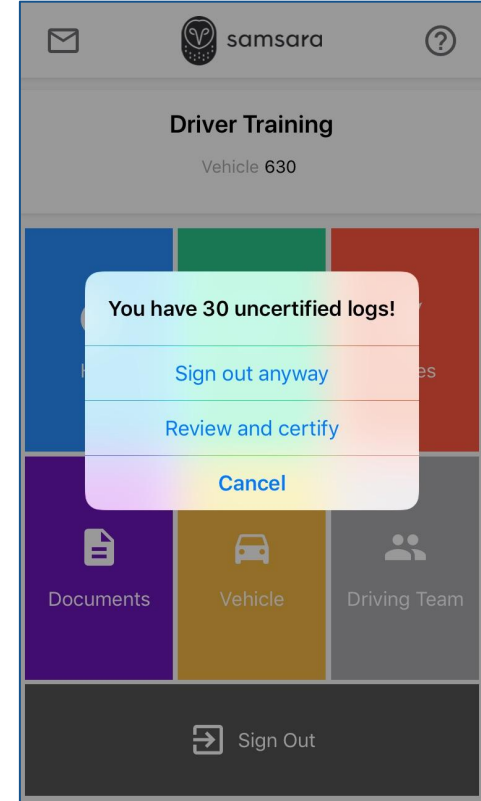 samsara
Driver Training
Vehicle 630
You have 30 uncertified logs!
Sign out anyway
Review and certify
Cancel
Documents
Vehicle
Driving Team
Sign Out